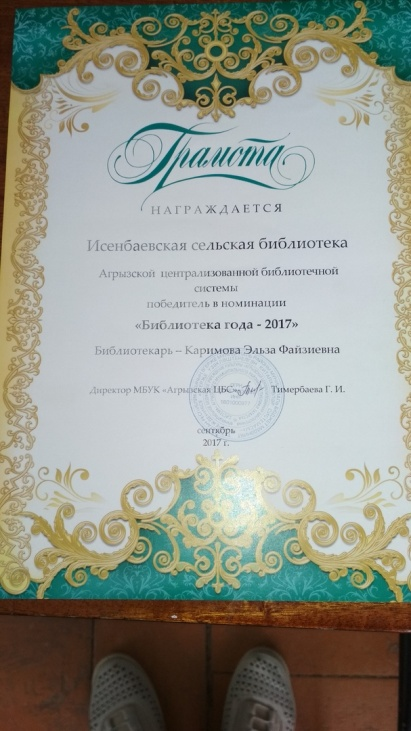 Грамота
НАГРАЖДАЕТСЯ
Исенбаевская сельская библиотека
Агрызской централизованной библиотечной
системы
победитель в номинации
«Библиотека года - 2017»
Библиотекарь – Каримова Эльза Файзиевна
Директор МБУК «Агрызская ЦБС» Тимербаева Г. И.
сентябрь
2017 г.